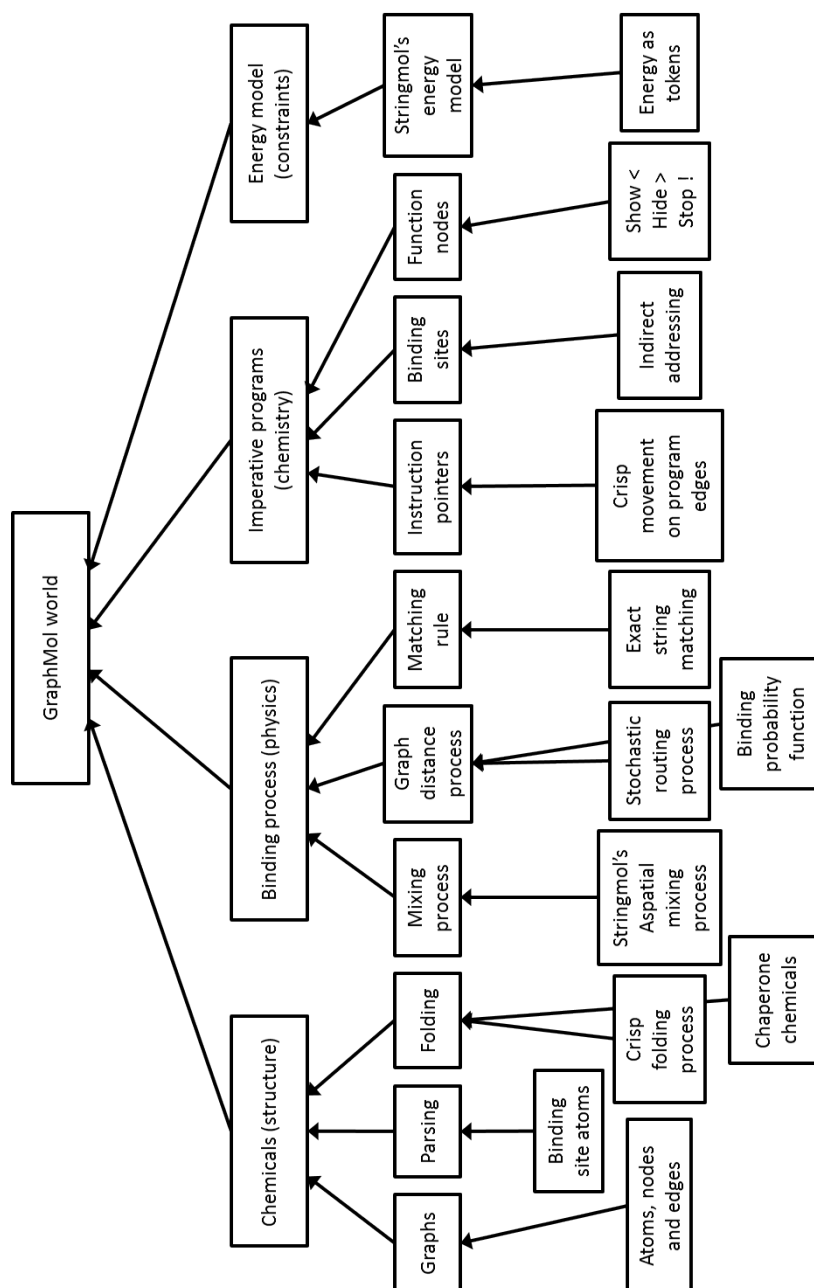 GraphMol world
Chemicals (structure)
Binding process (physics)
Imperative programs
(chemistry)
Energy model
(constraints)
Graphs
Parsing
Folding
Mixing
process
Graph
distance
process
Matching
rule
Instruction
pointers
Binding
sites
Function
nodes
Stringmol's
energy
model
Atoms, nodes
and edges
Binding
site atoms
Crisp
folding
process
Chaperone
chemicals
Stringmol's
Aspatial
mixing
process
Stochastic
routing
process
Binding
probability
function
Exact
string
matching
Crisp
movement
on program
edges
Indirect
addressing
Show <
Hide >
Stop !
Energy as
tokens